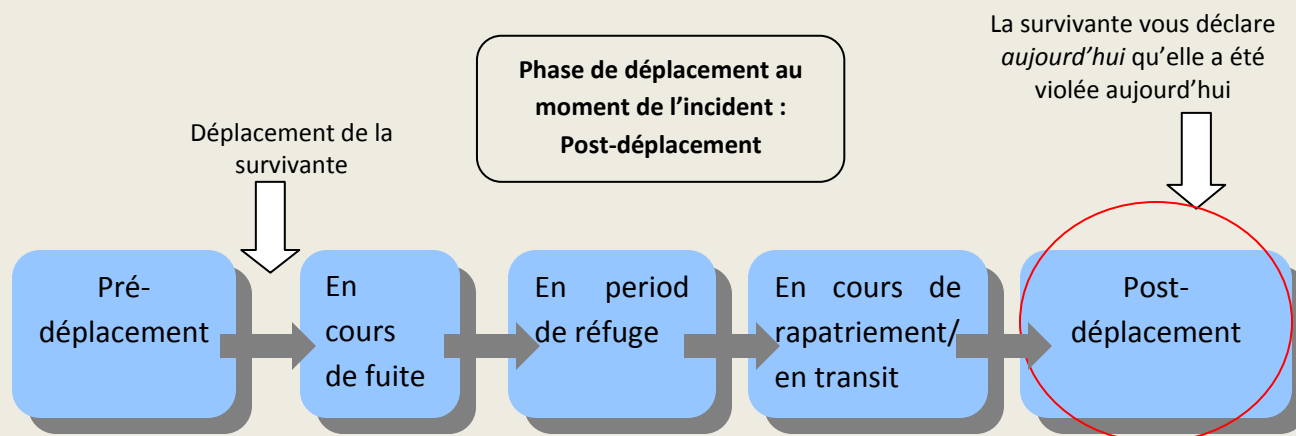 La survivante vous déclare
aujourd'hui qu'elle a été
violée aujourd'hui
Phase de déplacement au
moment de l'incident :
Post-déplacement
Déplacement de la
survivante
Pré-
déplacement
En
cours
de fuite
En period
de réfuge
En cours de
rapatriement/
en transit
Post-
déplacement